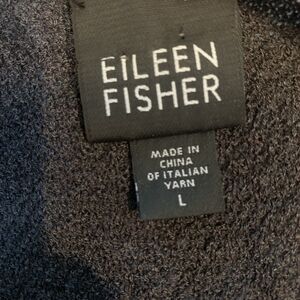 EILEEN
FISHER
MADE IN
CHINA
OF ITALIAN
YARN
L